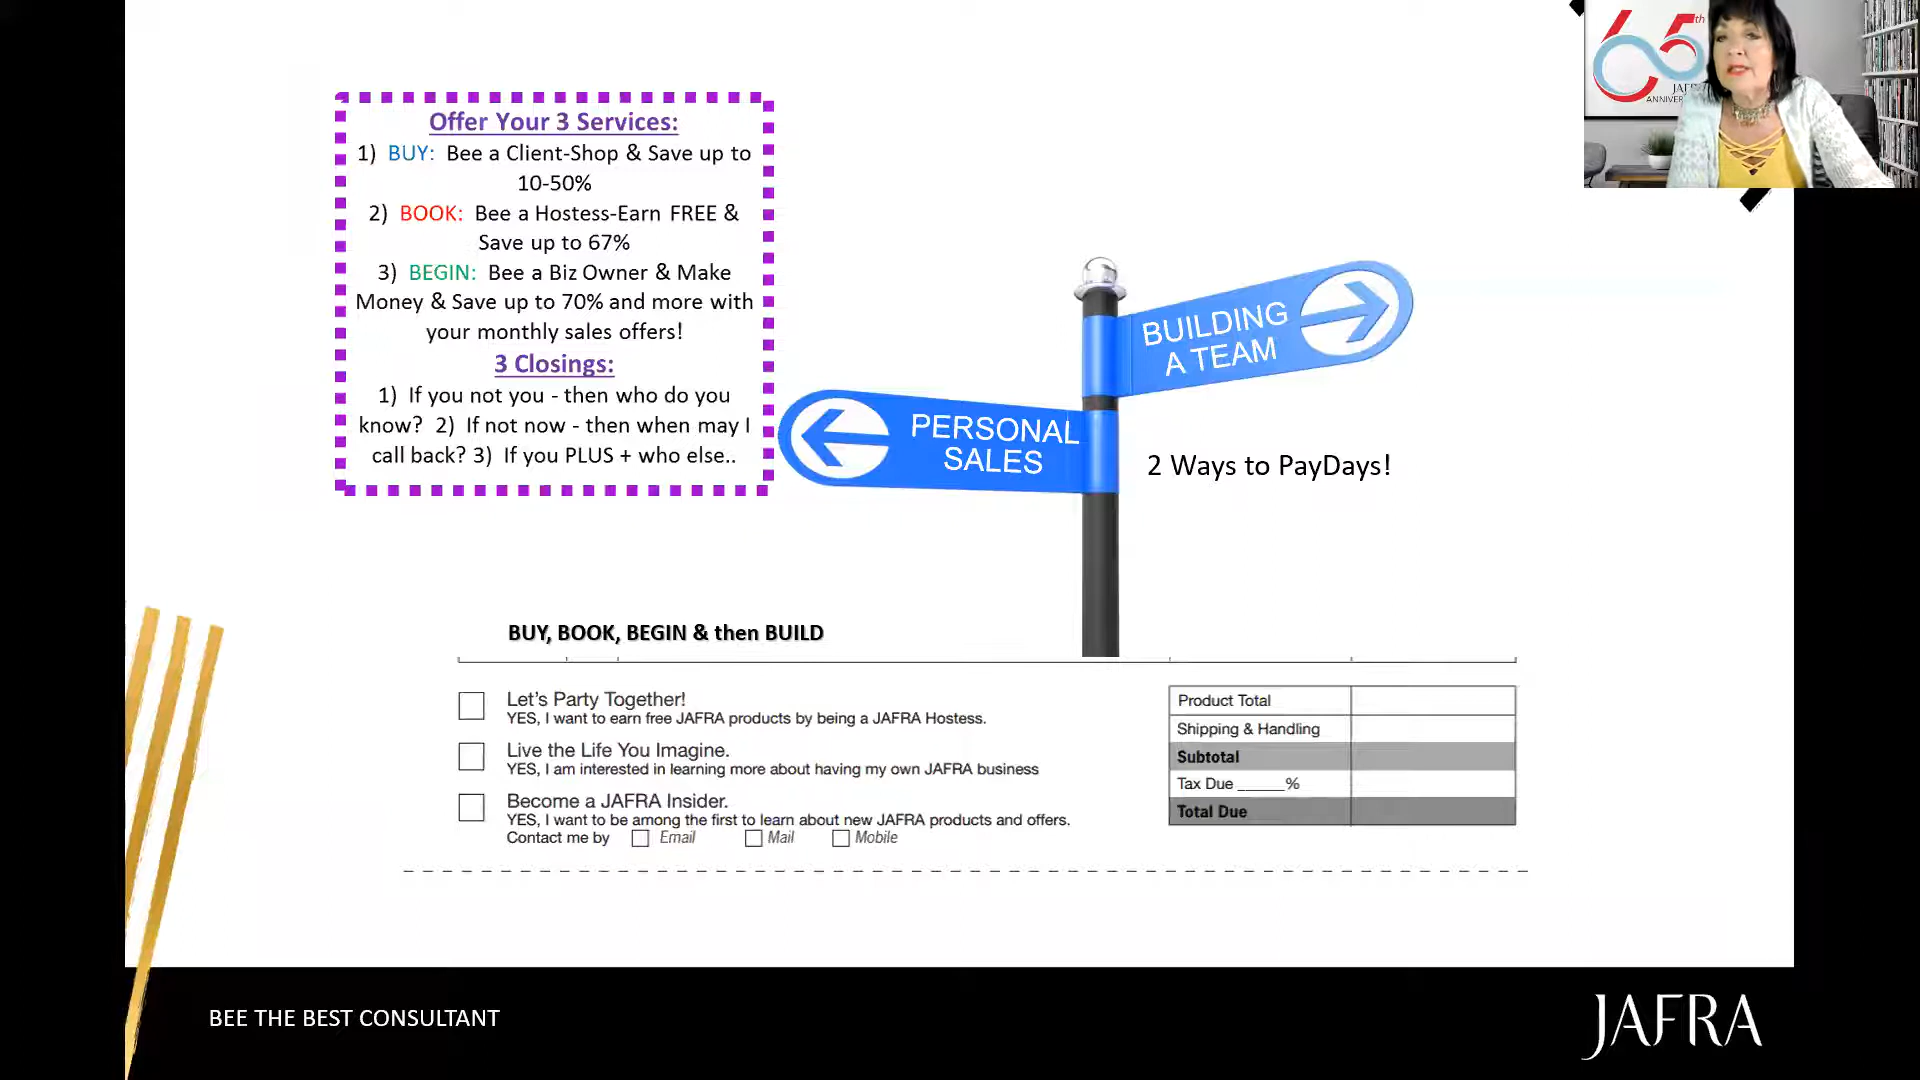 65th
JAFR
ANNIVER
Offer Your 3 Services:
1) BUY: Bee a Client-Shop & Save up to
10-50%
2) BOOK: Bee a Hostess-Earn FREE &
Save up to 67%
3) BEGIN: Bee a Biz Owner & Make
Money & Save up to 70% and more with
your monthly sales offers!
3 Closings:
1) If you not you - then who do you
know? 2) If not now - then when may I
call back? 3) If you PLUS + who else..
BUILDING
A TEAM
PERSONAL
SALES
2 Ways to PayDays!
BUY, BOOK, BEGIN & then BUILD
Let's Party Together!
YES, I want to earn free JAFRA products by being a JAFRA Hostess.
Live the Life You Imagine.
YES, I am interested in learning more about having my own JAFRA business
Become a JAFRA Insider.
YES, I want to be among the first to learn about new JAFRA products and offers.
Contact me by Email Mail Mobile
Product Total
Shipping & Handling
Subtotal
Tax Due ______%
Total Due
BEE THE BEST CONSULTANT
JAFRA